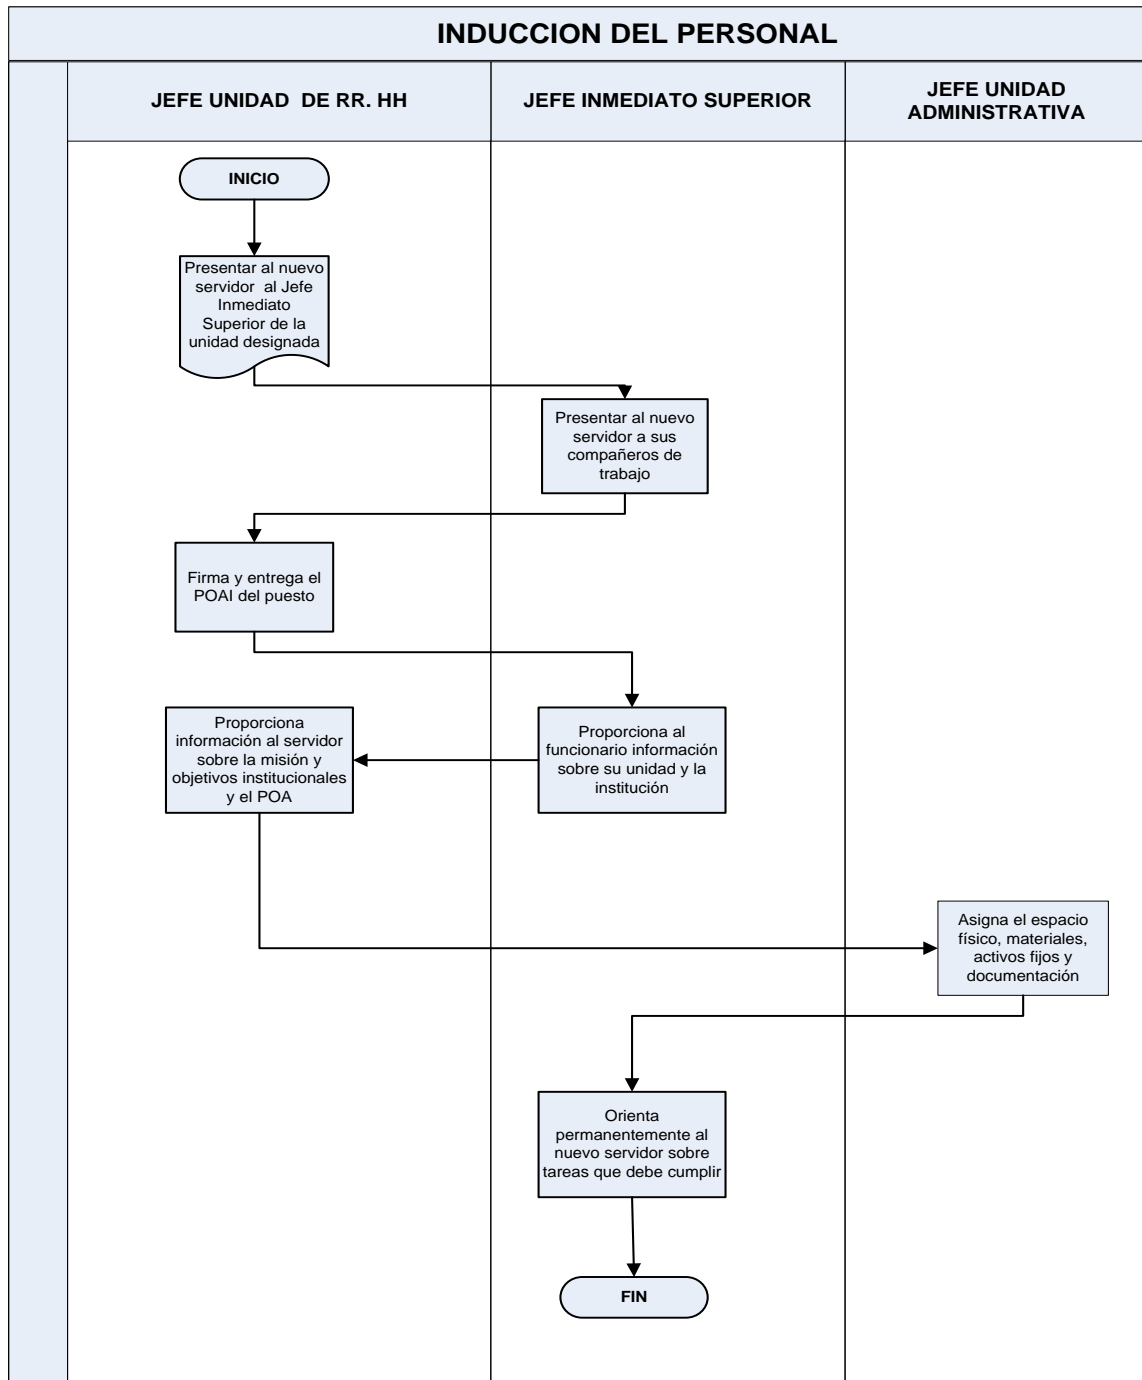 INDUCCION DEL PERSONAL
JEFE UNIDAD DE RR. HH
JEFE INMEDIATO SUPERIOR
JEFE UNIDAD
ADMINISTRATIVA
INICIO
Presentar al nuevo
servidor al Jefe
Inmediato
Superior de la
unidad designada
Presentar al nuevo
servidor a sus
compañeros de
trabajo
Firma y entrega el
POAI del puesto
Proporciona al
funcionario información
sobre su unidad y la
institución
Proporciona
información al servidor
sobre la misión y
objetivos institucionales
y el POA
Asigna el espacio
físico, materiales,
activos fijos y
documentación
Orienta
permanentemente al
nuevo servidor sobre
tareas que debe cumplir
FIN